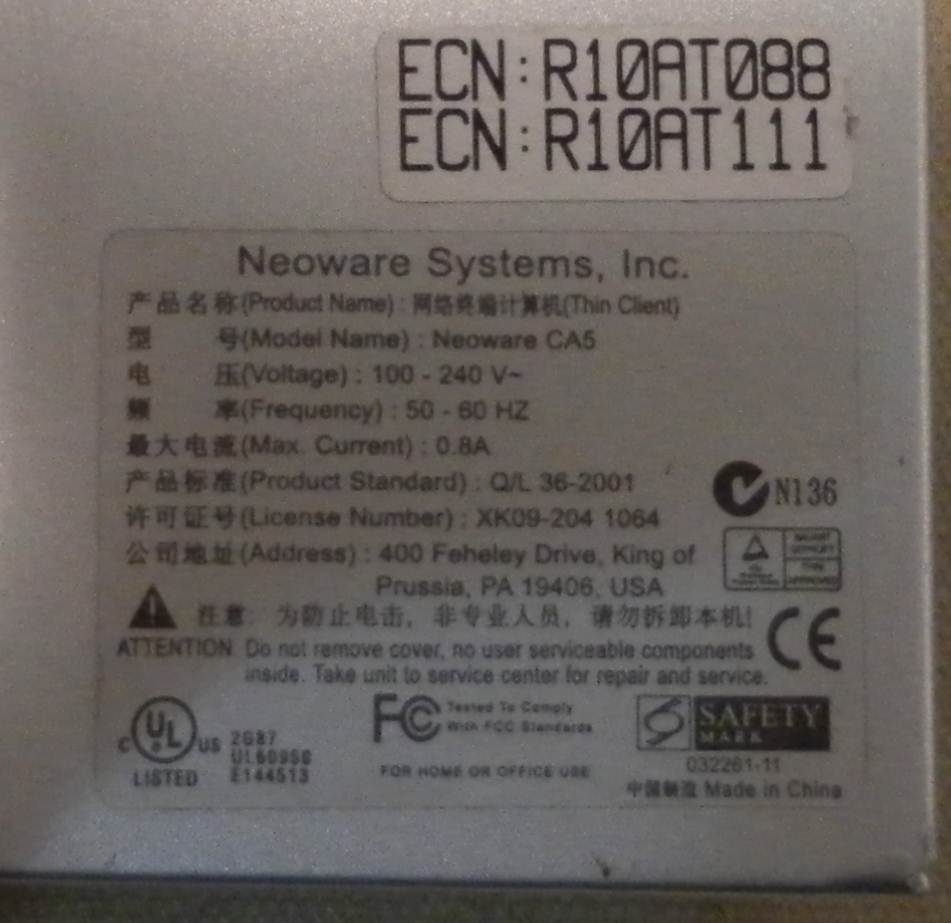 ECN:R10AT088
ECN:R10AT111
Neoware Systems, Inc.
产品名称(Product Name) : 网络终端计算机(Thin Client)
型 号(Model Name) : Neoware CA5
电 压(Voltage) : 100 - 240 V~
频 率(Frequency) : 50 - 60 HZ
最大电流(Max. Current) : 0.8A
产品标准(Product Standard) : Q/L 36-2001
许可证号(License Number) : XK09-204 1064
N136
公司地址(Address) : 400 Feheley Drive, King of
Prussia, PA 19406, USA
TYPE
APPROVED
注意: 为防止电击, 非专业人员, 请勿拆卸本机!
CE
ATTENTION Do not remove cover, no user serviceable components
inside. Take unit to service center for repair and service.
C UL US
LISTED
2G87
UL60950
E144513
FC Tested To Comply
With FCC Standards
FOR HOME OR OFFICE USE
SAFETY
MARK
032261-11
中国制造 Made in China